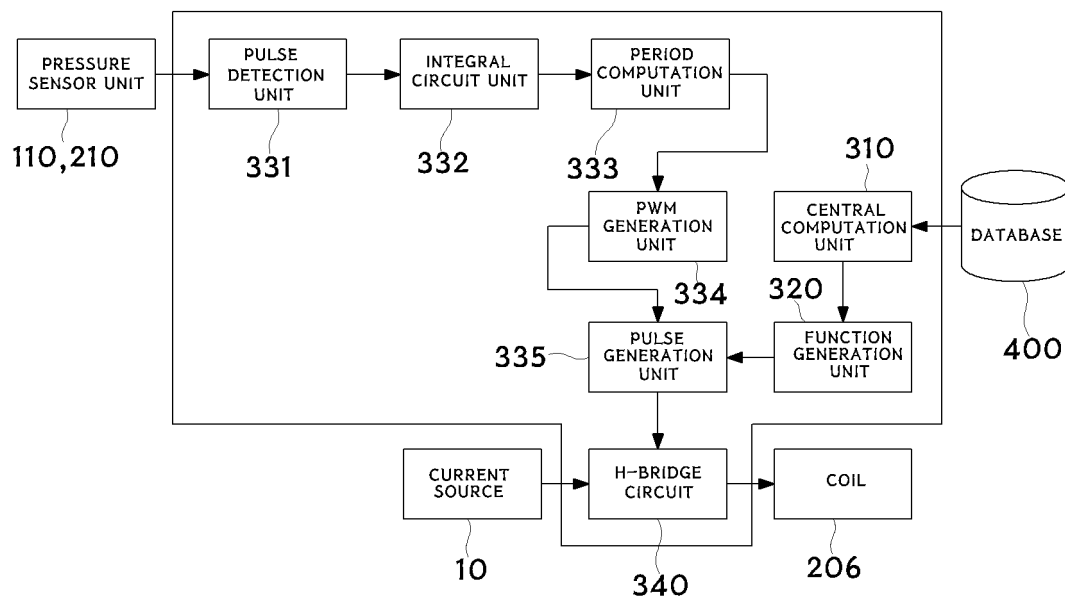 PRESSURE
SENSOR UNIT
110,210
PULSE
DETECTION
UNIT
331
INTEGRAL
CIRCUIT UNIT
332
PERIOD
COMPUTATION
UNIT
333
310
PWM
GENERATION
UNIT
334
CENTRAL
COMPUTATION
UNIT
DATABASE
400
320
335
PULSE
GENERATION
UNIT
FUNCTION
GENERATION
UNIT
CURRENT
SOURCE
10
H-BRIDGE
CIRCUIT
340
COIL
206